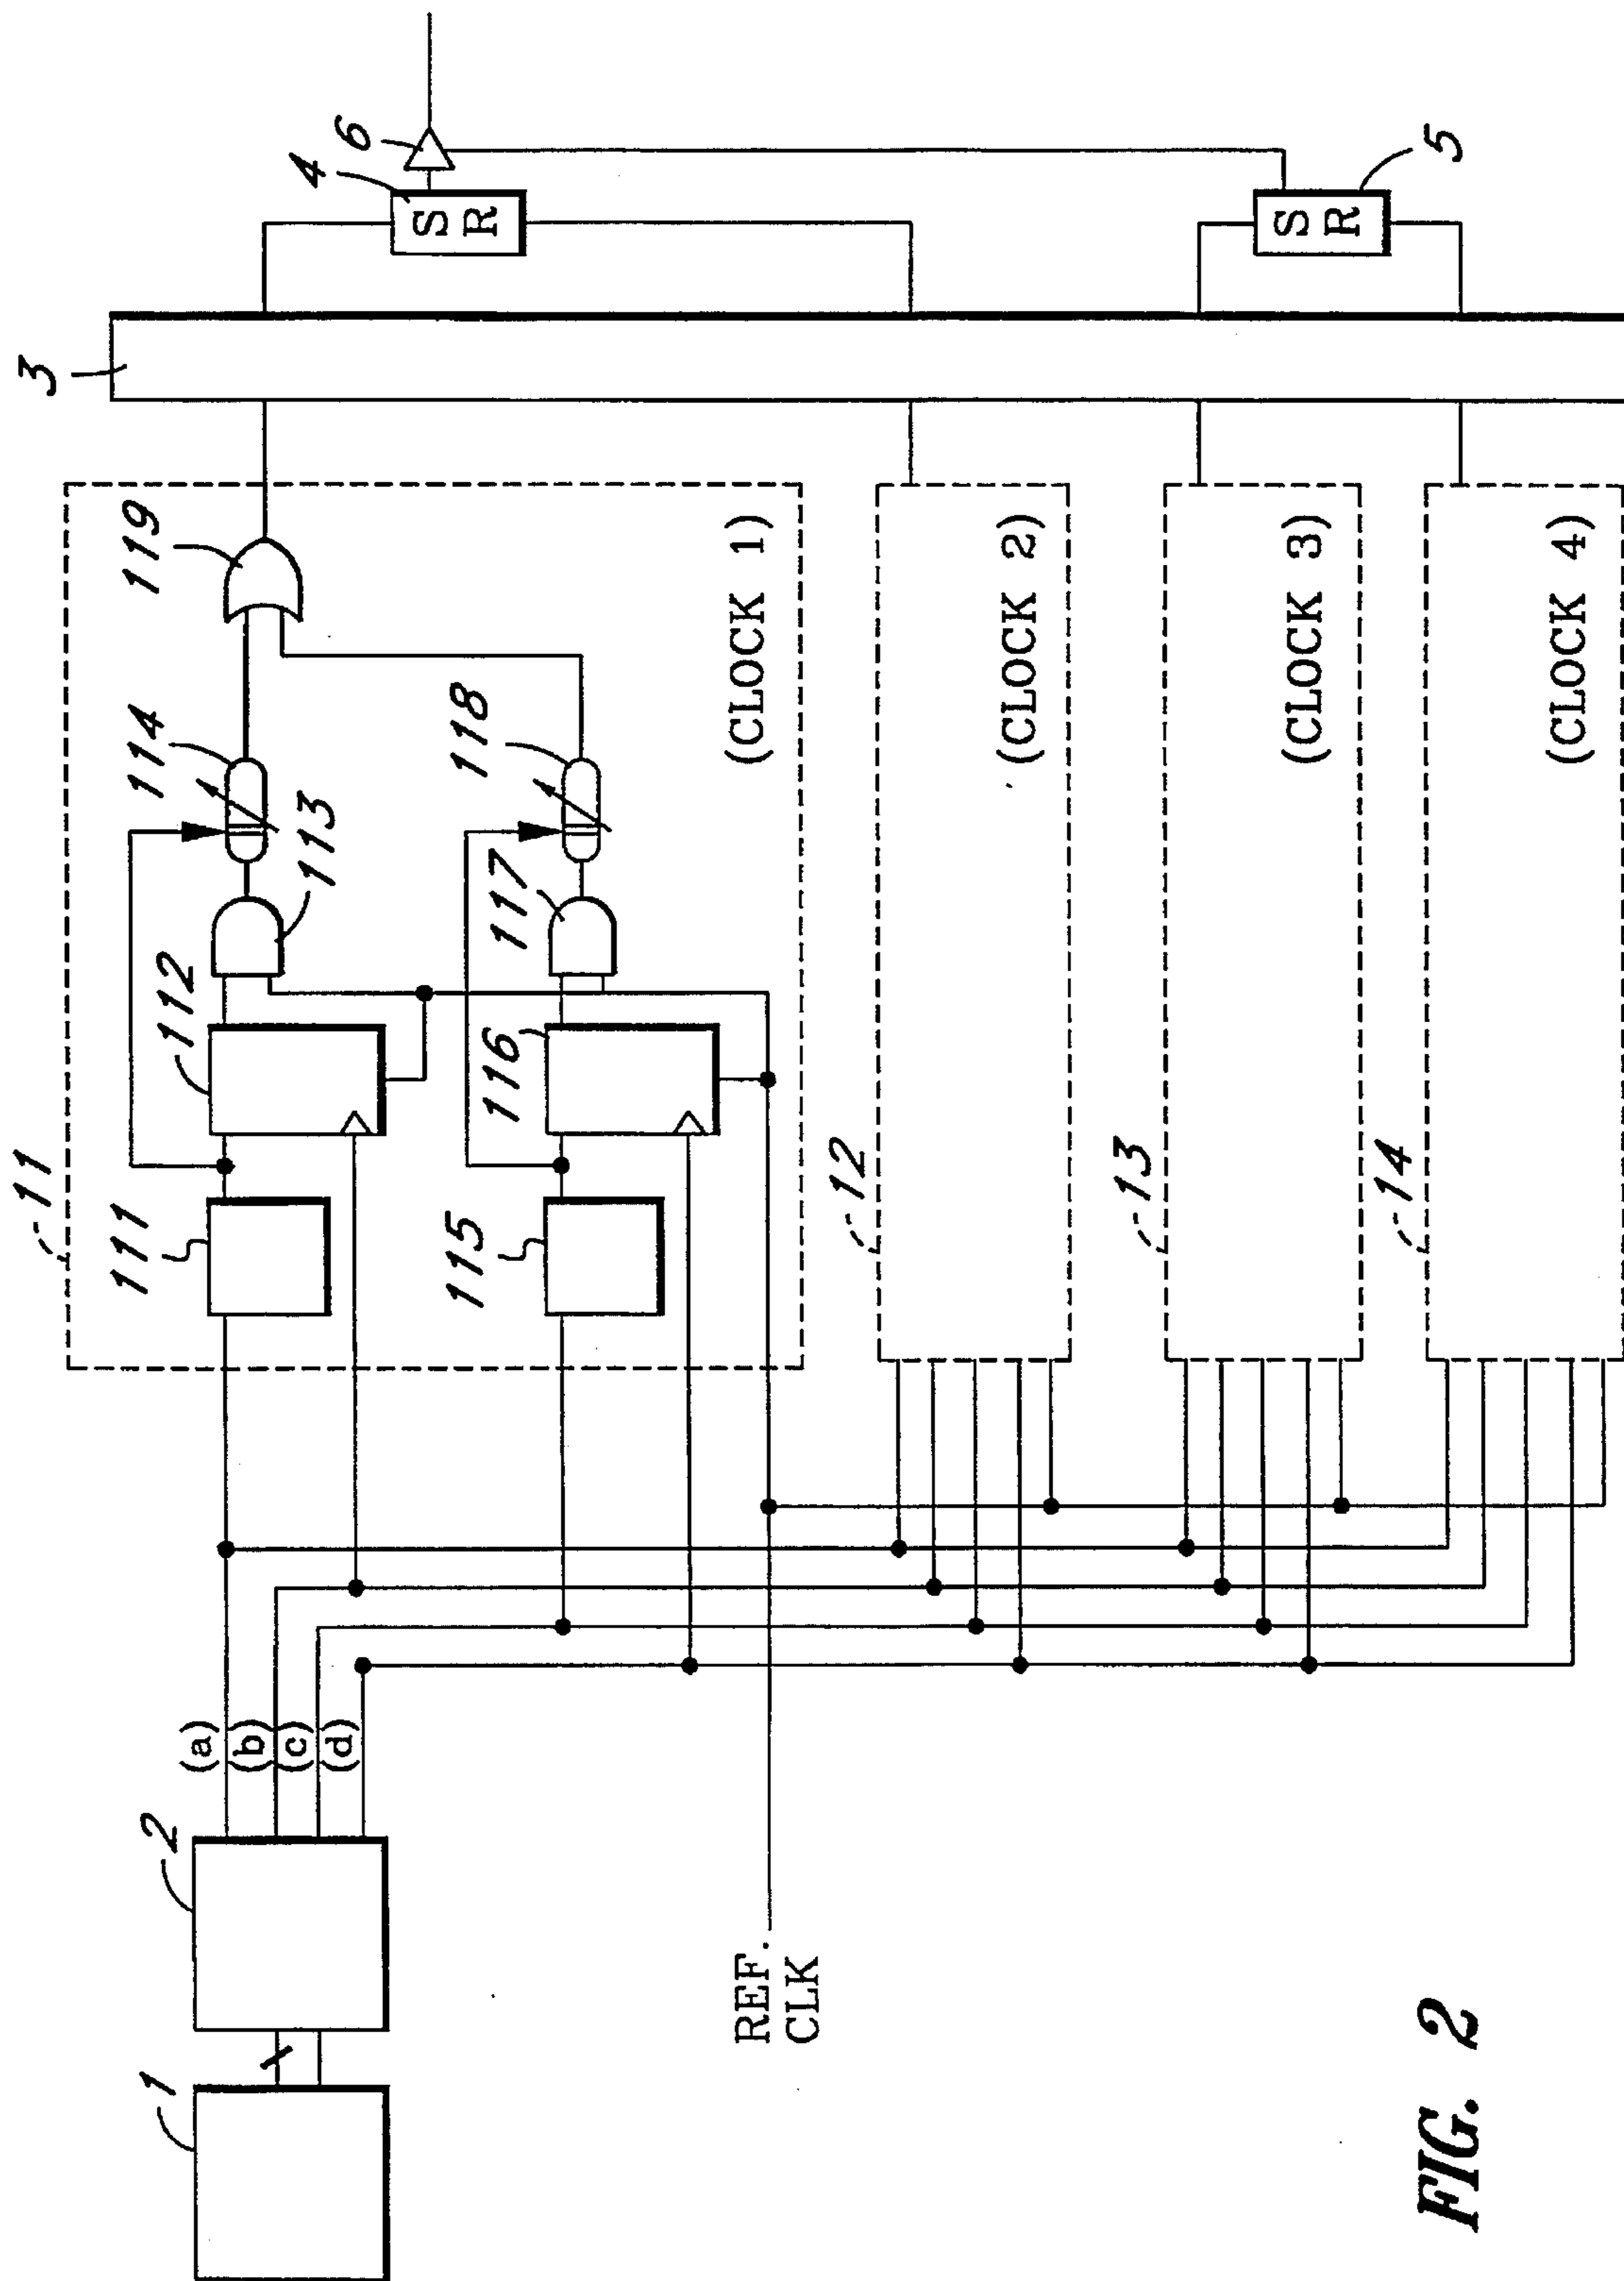 1
2
(a)
(b)
(c)
(d)
REF.
CLK
11
111
112
113
114
115
116
117
118
119
(CLOCK 1)
12
(CLOCK 2)
13
(CLOCK 3)
14
(CLOCK 4)
3
4
S
R
6
5
S
R
FIG. 2